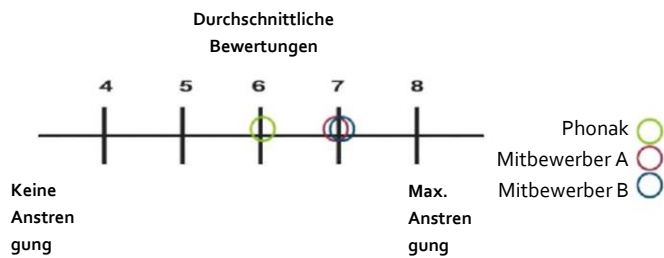 Durchschnittliche
Bewertungen
4 5 6 7 8
Phonak
Mitbewerber A
Mitbewerber B
Keine
Anstren
gung
Max.
Anstren
gung